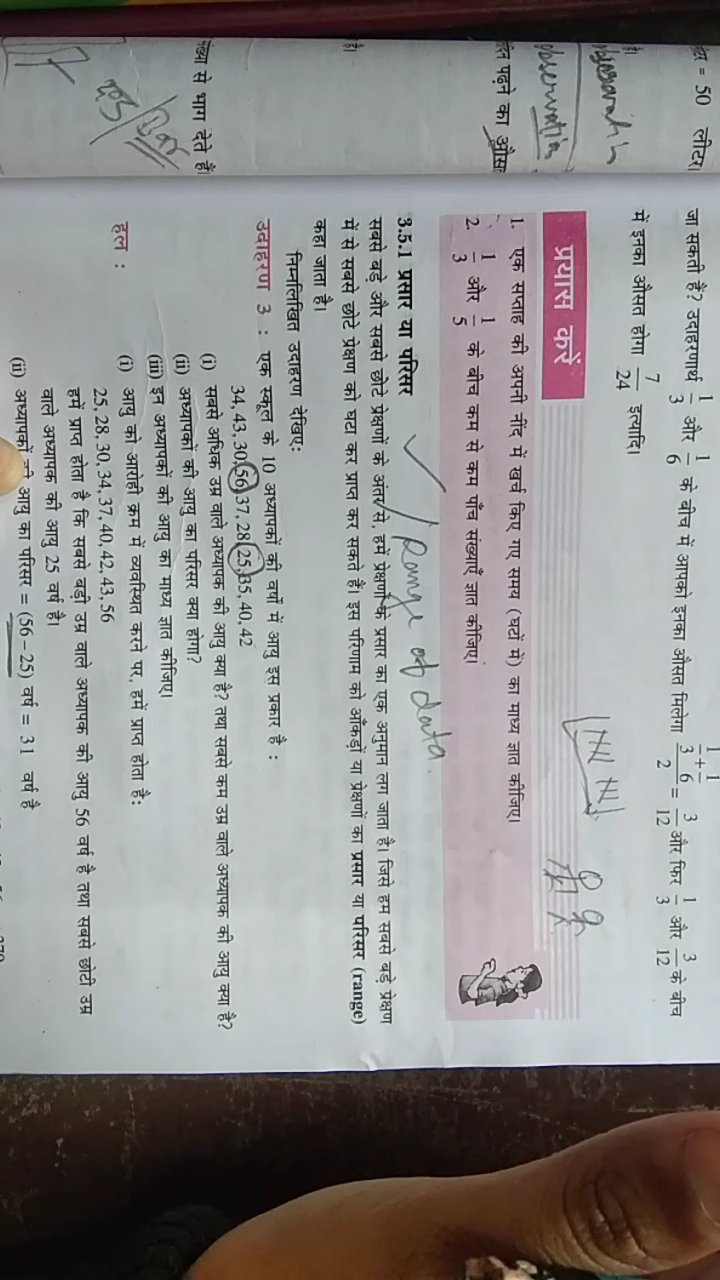 = 50 लीटर।
observation
दिन पढ़ने का औसत
है।
संख्या से भाग देते हैं।
जा सकती हैं? उदाहरणार्थ 1/3 और 1/6 के बीच में आपको इनका औसत मिलेगा (1/3 + 1/6)/2 = 3/12 और फिर 1/3 और 3/12 के बीच
में इनका औसत होगा 7/24 इत्यादि।
प्रयास करें
1. एक सप्ताह की अपनी नींद में खर्च किए गए समय (घटों में) का माध्य ज्ञात कीजिए।
2. 1/3 और 1/5 के बीच कम से कम पाँच संख्याएँ ज्ञात कीजिए।
3.5.1 प्रसार या परिसर
Range of data.
सबसे बड़े और सबसे छोटे प्रेक्षणों के अंतर से, हमें प्रेक्षणों के प्रसार का एक अनुमान लग जाता है। जिसे हम सबसे बड़े प्रेक्षण
में से सबसे छोटे प्रेक्षण को घटा कर प्राप्त कर सकते हैं। इस परिणाम को आँकड़ों या प्रेक्षणों का प्रसार या परिसर (range)
कहा जाता है।
निम्नलिखित उदाहरण देखिए:
उदाहरण 3 : एक स्कूल के 10 अध्यापकों की वर्षों में आयु इस प्रकार है :
34, 43, 30, 56, 37, 28, 25, 35, 40, 42
(i) सबसे अधिक उम्र वाले अध्यापक की आयु क्या है? तथा सबसे कम उम्र वाले अध्यापक की आयु क्या है?
(ii) अध्यापकों की आयु का परिसर क्या होगा?
(iii) इन अध्यापकों की आयु का माध्य ज्ञात कीजिए।
हल : (i) आयु को आरोही क्रम में व्यवस्थित करने पर, हमें प्राप्त होता है:
25, 28, 30, 34, 37, 40, 42, 43, 56
हमें प्राप्त होता है कि सबसे बड़ी उम्र वाले अध्यापक की आयु 56 वर्ष है तथा सबसे छोटी उम्र
वाले अध्यापक की आयु 25 वर्ष है।
(ii) अध्यापकों की आयु का परिसर = (56 – 25) वर्ष = 31 वर्ष है